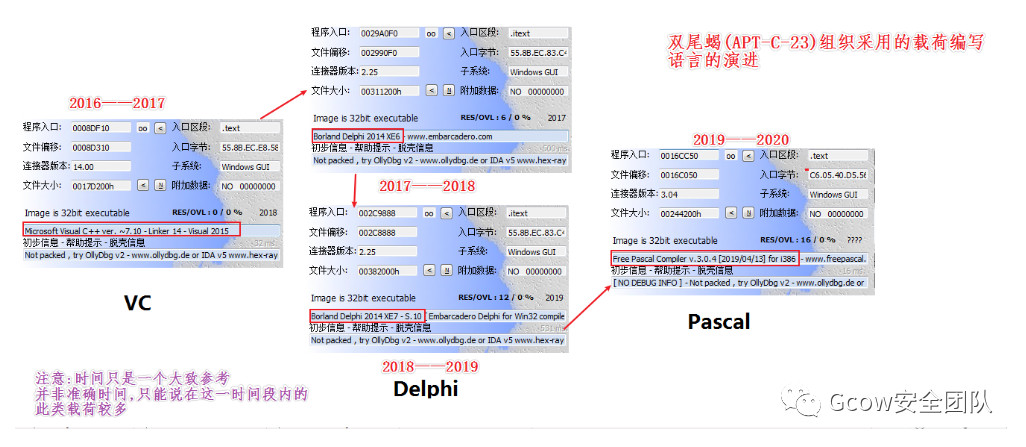 双尾蝎(APT-C-23)组织采用的载荷编写
语言的演进
2016——2017
程序入口: 0008DF10 oo < 入口区段: .text
文件偏移: 0008D310 入口字节: 55.8B.EC.E8.58
连接器版本: 14.00 子系统: Windows GUI
文件大小: 0017D200h < N 附加数据: NO 00000000
Image is 32bit executable RES/OVL : 0 / 0 % 2018
Microsoft Visual C++ ver. ~7.10 - Linker 14 - Visual 2015
初步信息 - 帮助提示 - 脱壳信息
Not packed , try OllyDbg v2 - www.ollydbg.de or IDA v5 www.hex-ray
VC
程序入口: 0029A0F0 oo < 入口区段: .itext
文件偏移: 002990F0 入口字节: 55.8B.EC.83.C4
连接器版本: 2.25 子系统: Windows GUI
文件大小: 00311200h < N 附加数据: NO 00000000
Image is 32bit executable RES/OVL : 6 / 0 % 2017
Borland Delphi 2014 XE6 - www.embarcadero.com
初步信息 - 帮助提示 - 脱壳信息
Not packed , try OllyDbg v2 - www.ollydbg.de or IDA v5 www.hex-ray
2017——2018
程序入口: 002C9888 oo < 入口区段: .itext
文件偏移: 002C8888 入口字节: 55.8B.EC.83.C4
连接器版本: 2.25 子系统: Windows GUI
文件大小: 00382000h < N 附加数据: NO 00000000
Image is 32bit executable RES/OVL : 12 / 0 % 2019
Borland Delphi 2014 XE7 - S.10 Embarcadero Delphi for Win32 compile
初步信息 - 帮助提示 - 脱壳信息
Not packed , try OllyDbg v2 - www.ollydbg.de or IDA v5 www.hex-ray
2018——2019
Delphi
2019——2020
程序入口: 0016CC50 oo < 入口区段: .text
文件偏移: 0016C050 入口字节: C6.05.40.D5.56
连接器版本: 3.04 子系统: Windows GUI
文件大小: 00244200h < N 附加数据: NO 00000000
Image is 32bit executable RES/OVL : 16 / 0 % ????
Free Pascal Compiler v.3.0.4 [2019/04/13] for i386 - www.freepascal.
初步信息 - 帮助提示 - 脱壳信息
[ NO DEBUG INFO ] - Not packed , try OllyDbg v2 - www.ollydbg.de or
Pascal
注意:时间只是一个大致参考
并非准确时间,只能说在这一时间段内的
此类载荷较多
Gcow安全团队